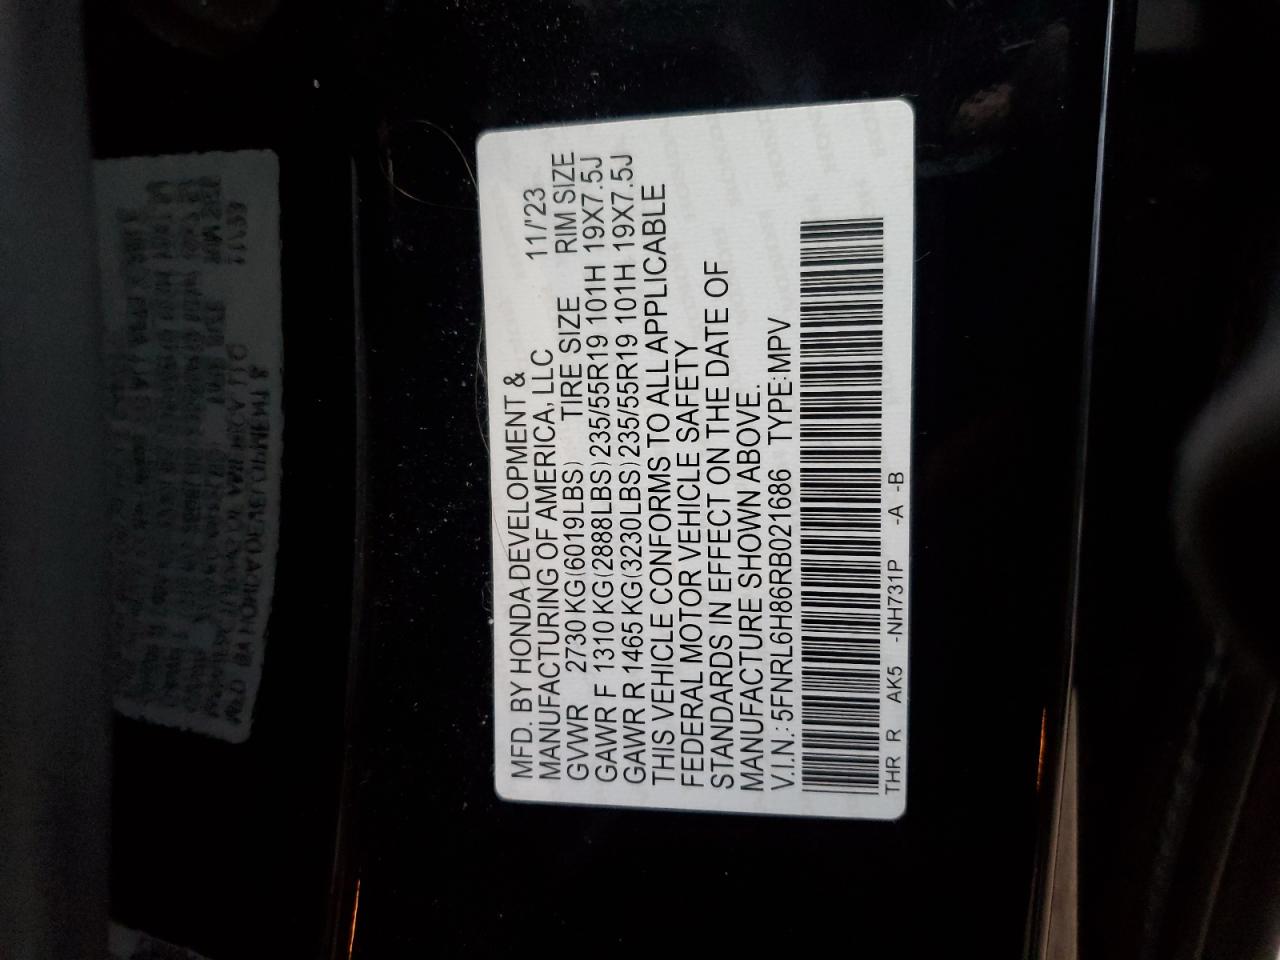 MFD. BY HONDA DEVELOPMENT &
MANUFACTURING OF AMERICA, LLC 11/'23
GVWR 2730 KG(6019LBS) TIRE SIZE RIM SIZE
GAWR F 1310 KG(2888LBS)235/55R19 101H 19X7.5J
GAWR R 1465 KG(3230LBS)235/55R19 101H 19X7.5J
THIS VEHICLE CONFORMS TO ALL APPLICABLE
FEDERAL MOTOR VEHICLE SAFETY
STANDARDS IN EFFECT ON THE DATE OF
MANUFACTURE SHOWN ABOVE.
V.I.N.:5FNRL6H86RB021686 TYPE:MPV
THR R AK5 -NH731P -A -B